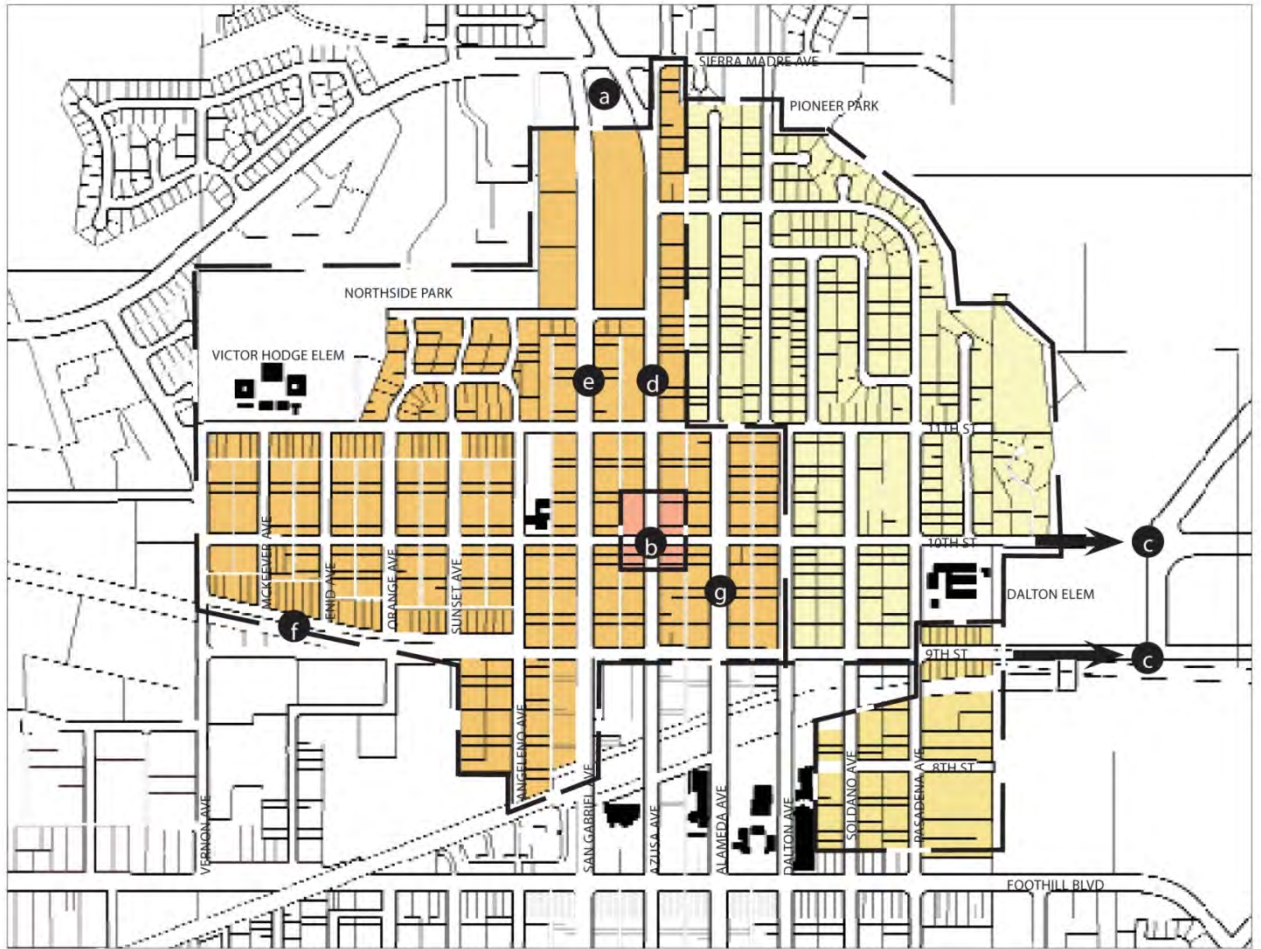 SIERRA MADRE AVE
a
PIONEER PARK
NORTHSIDE PARK
VICTOR HODGE ELEM
e
d
11TH ST
b
10TH ST
c
MCKEEVER AVE
ENID AVE
ORANGE AVE
SUNSET AVE
g
DALTON ELEM
f
9TH ST
c
ANGELENO AVE
8TH ST
VERNON AVE
SAN GABRIEL AVE
AZUSA AVE
ALAMEDA AVE
DALTON AVE
SOLDANO AVE
PASADENA AVE
FOOTHILL BLVD